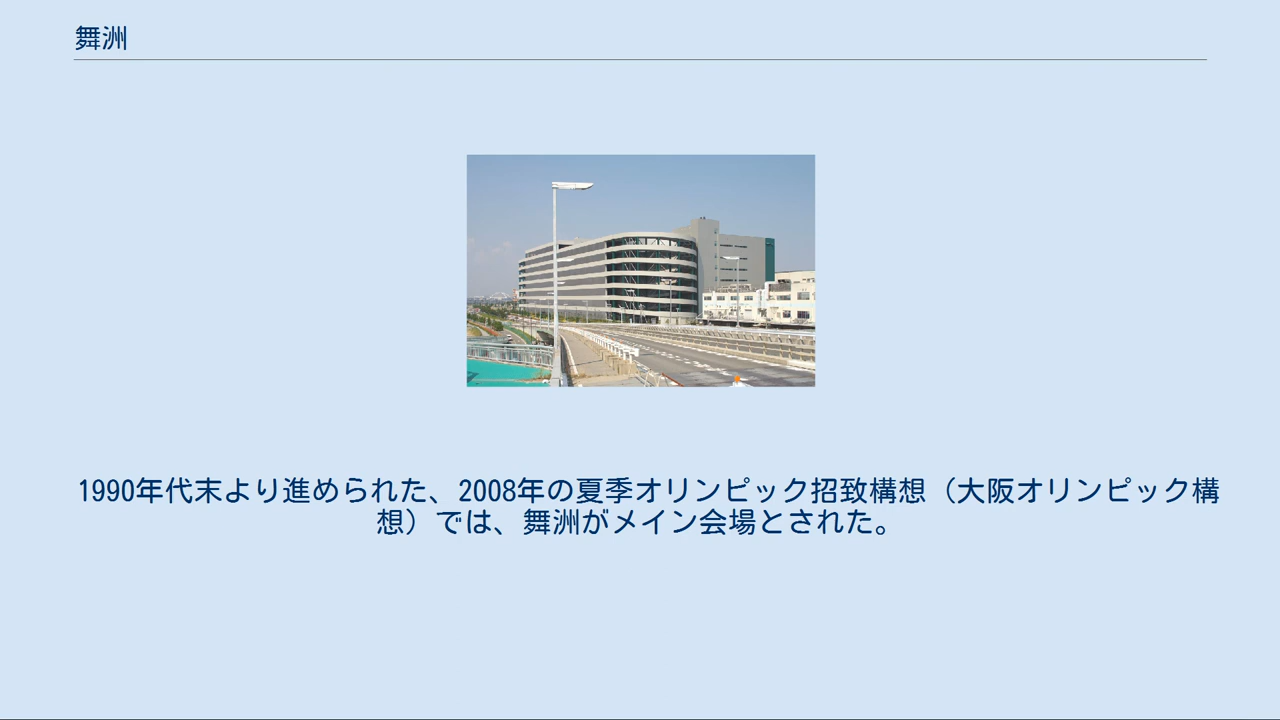 舞洲
1990年代末より進められた、2008年の夏季オリンピック招致構想（大阪オリンピック構
想）では、舞洲がメイン会場とされた。